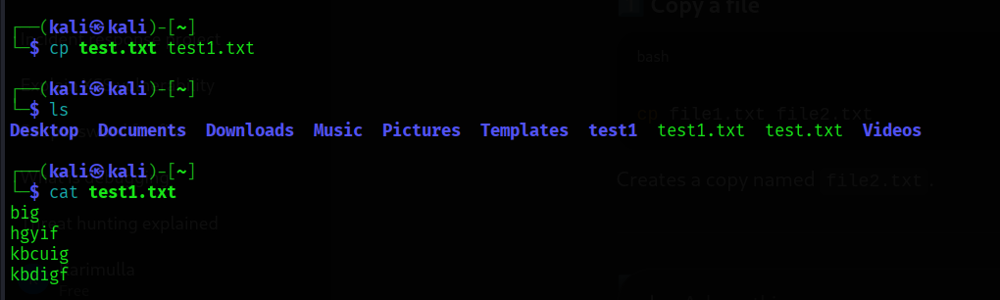 ┌──(kali㉿kali)-[~]
└─$ cp test.txt test1.txt
┌──(kali㉿kali)-[~]
└─$ ls
Desktop Documents Downloads Music Pictures Templates test1 test1.txt test.txt Videos
┌──(kali㉿kali)-[~]
└─$ cat test1.txt
big
hgyif
kbcuig
kbdigf
Copy a file
bash
cp file1.txt file2.txt
Creates a copy named file2.txt.
hunting explained